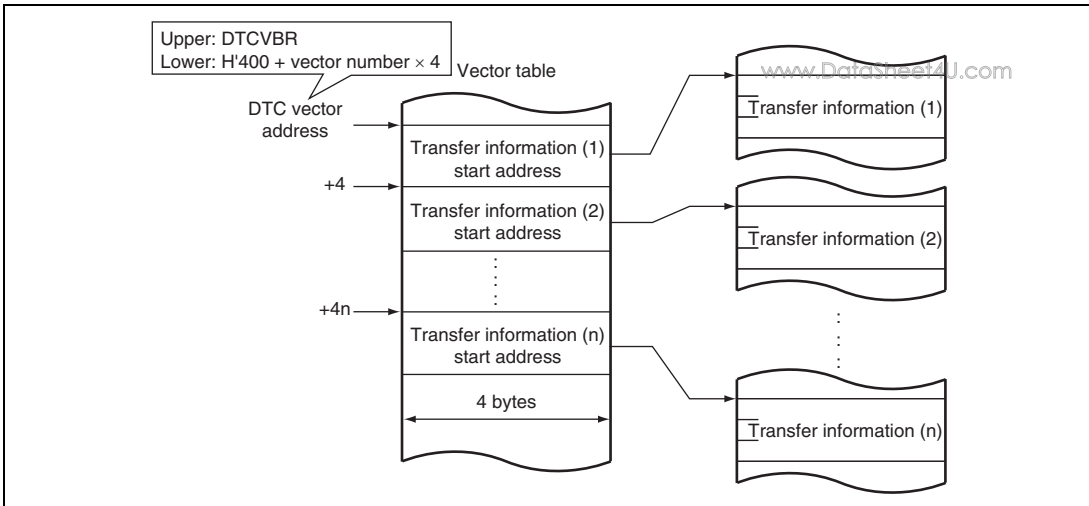 Upper: DTCVBR
Lower: H'400 + vector number × 4
Vector table
DTC vector
address
Transfer information (1)
start address
+4
Transfer information (2)
start address
+4n
Transfer information (n)
start address
4 bytes
www.DataSheet4U.com
Transfer information (1)
Transfer information (2)
Transfer information (n)